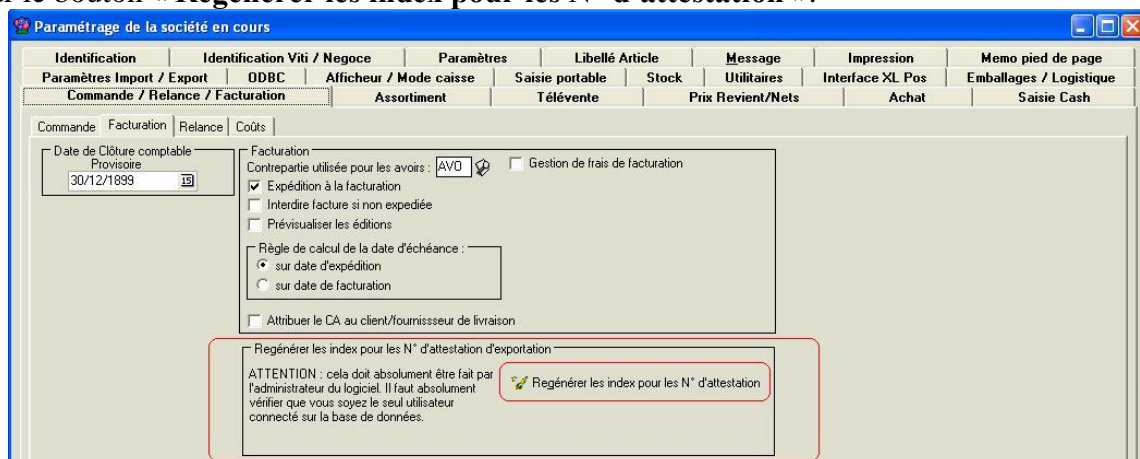 r le bouton « Regénérer les index pour les N° d'attestation ».
Paramétrage de la société en cours
Identification Identification Viti / Negoce Paramètres Libellé Article Message Impression Memo pied de page
Paramètres Import / Export ODBC Afficheur / Mode caisse Saisie portable Stock Utilitaires Interface XL Pos Emballages / Logistique
Commande / Relance / Facturation Assortiment Télévente Prix Revient/Nets Achat Saisie Cash
Commande Facturation Relance Coûts
Date de Clôture comptable
Provisoire
30/12/1899 15
Facturation
Contrepartie utilisée pour les avoirs : AVO Gestion de frais de facturation
Expédition à la facturation
Interdire facture si non expediée
Prévisualiser les éditions
Règle de calcul de la date d'échéance :
sur date d'expédition
sur date de facturation
Attribuer le CA au client/fournissseur de livraison
Regénérer les index pour les N° d'attestation d'exportation
ATTENTION : cela doit absolument être fait par
l'administrateur du logiciel. Il faut absolument
vérifier que vous soyez le seul utilisateur
connecté sur la base de données.
Regénérer les index pour les N° d'attestation